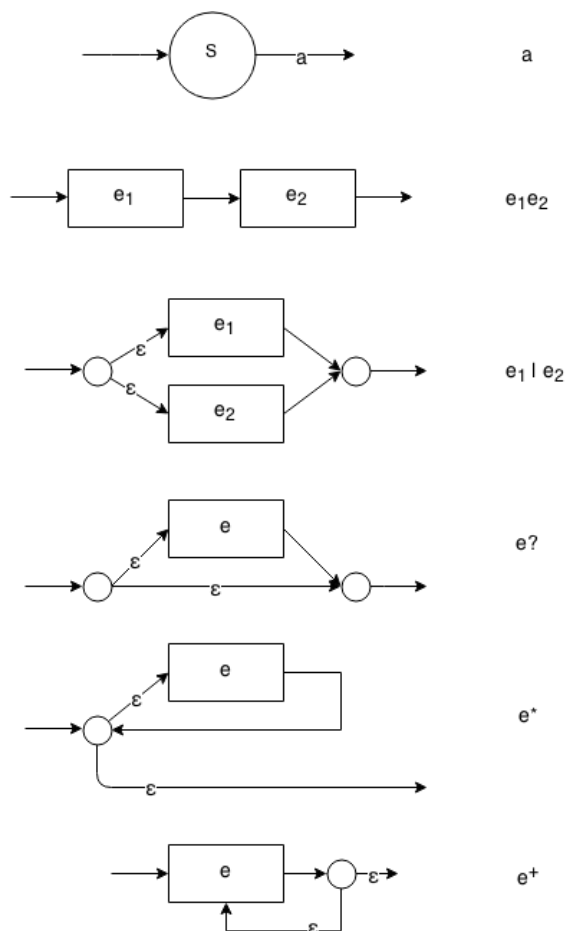 S a a
e₁ e₂ e₁e₂
ε e₁
ε e₂ e₁ | e₂
e e?
ε
ε
e
ε e*
ε
e ε e⁺
ε